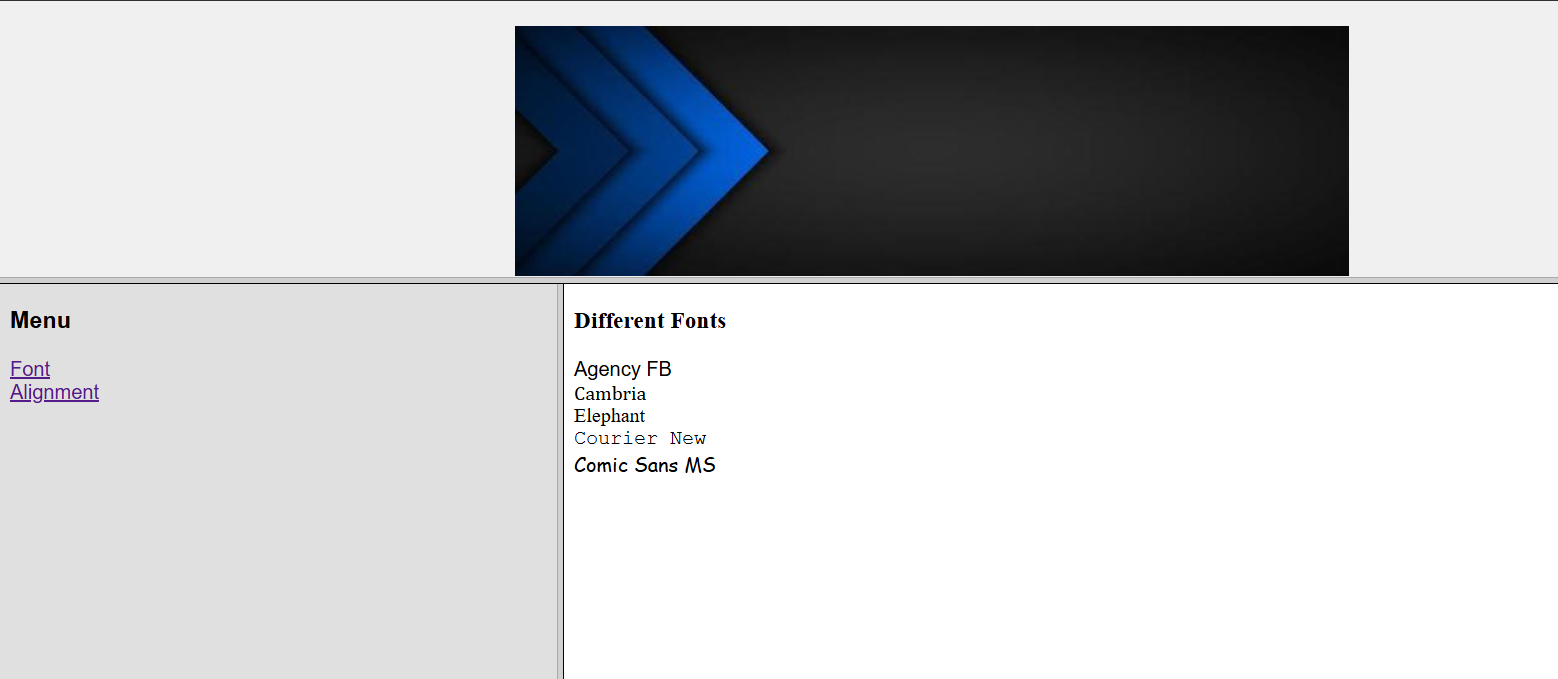 Menu
Font
Alignment
Different Fonts
Agency FB
Cambria
Elephant
Courier New
Comic Sans MS